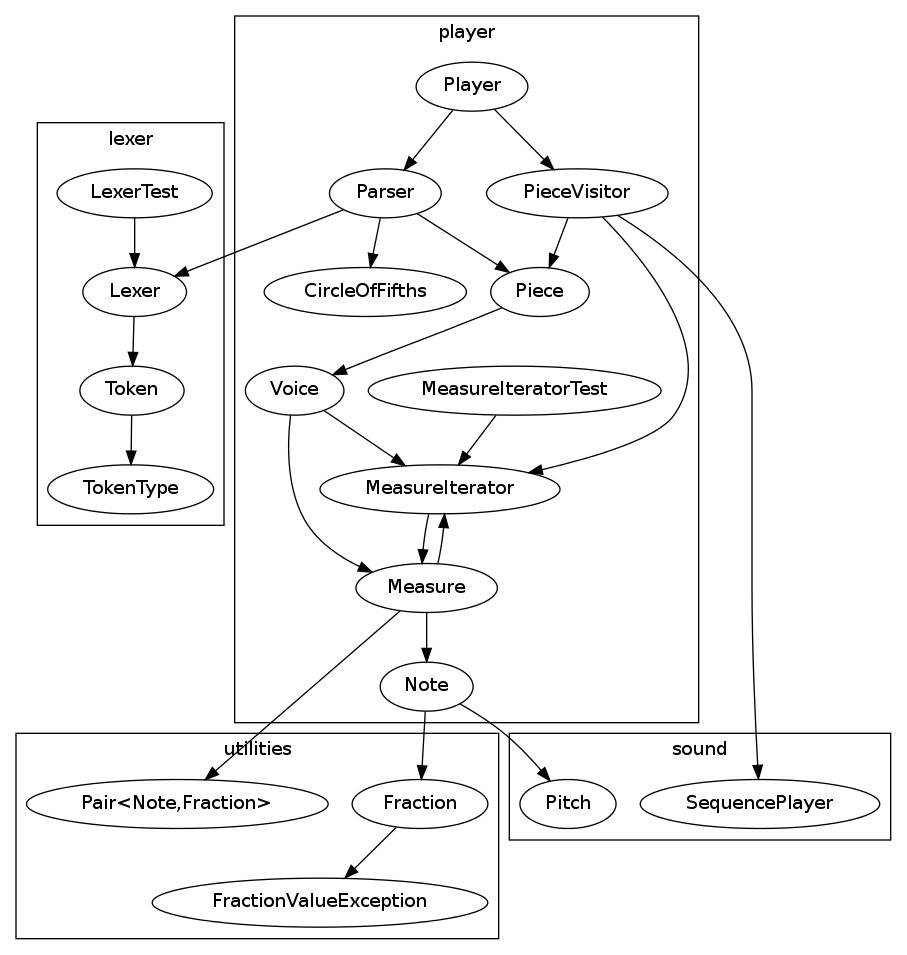 player
Player
lexer
LexerTest
Parser
PieceVisitor
Lexer
CircleOfFifths
Piece
Token
Voice
MeasureIteratorTest
TokenType
MeasureIterator
Measure
Note
utilities
sound
Pair<Note,Fraction>
Fraction
Pitch
SequencePlayer
FractionValueException